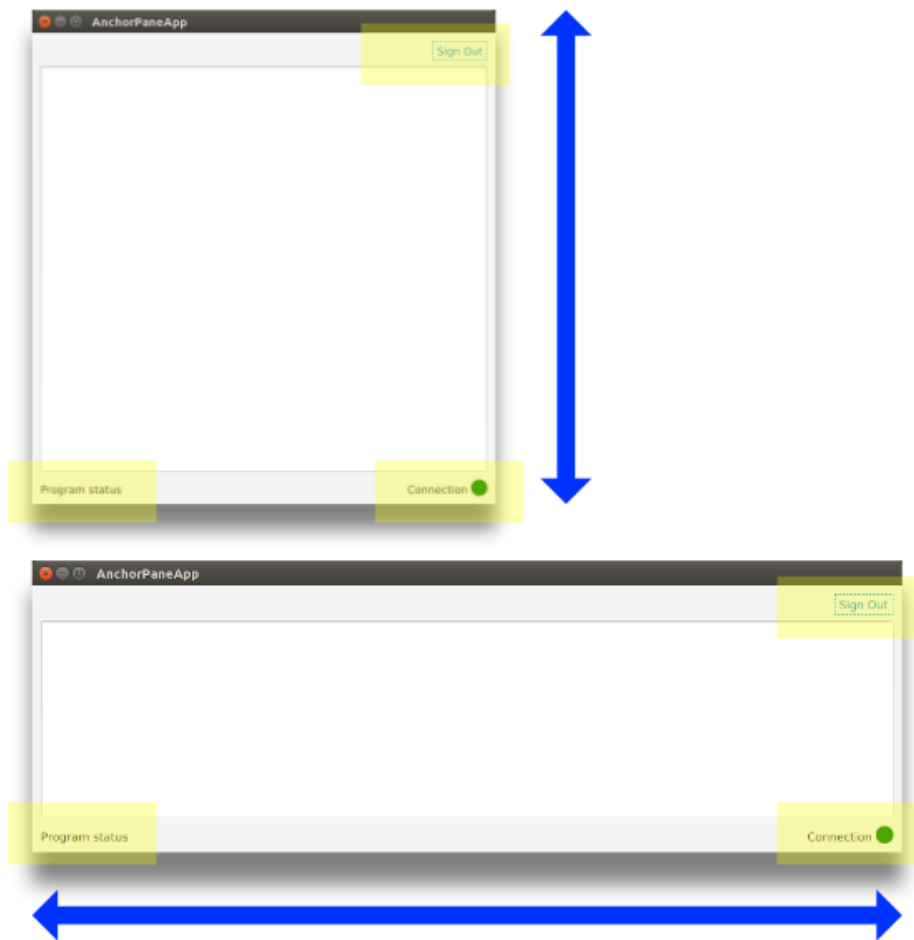 AnchorPaneApp
Sign Out
Program status
Connection
AnchorPaneApp
Sign Out
Program status
Connection